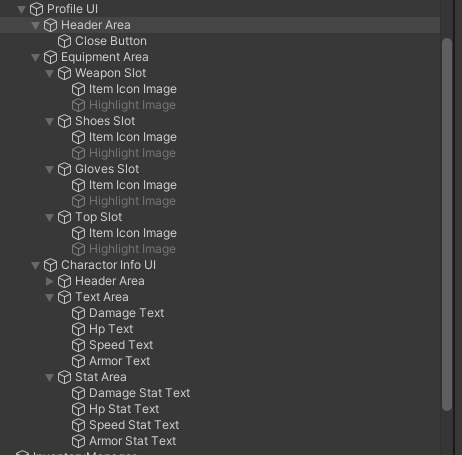 Profile UI
Header Area
Close Button
Equipment Area
Weapon Slot
Item Icon Image
Highlight Image
Shoes Slot
Item Icon Image
Highlight Image
Gloves Slot
Item Icon Image
Highlight Image
Top Slot
Item Icon Image
Highlight Image
Charactor Info UI
Header Area
Text Area
Damage Text
Hp Text
Speed Text
Armor Text
Stat Area
Damage Stat Text
Hp Stat Text
Speed Stat Text
Armor Stat Text